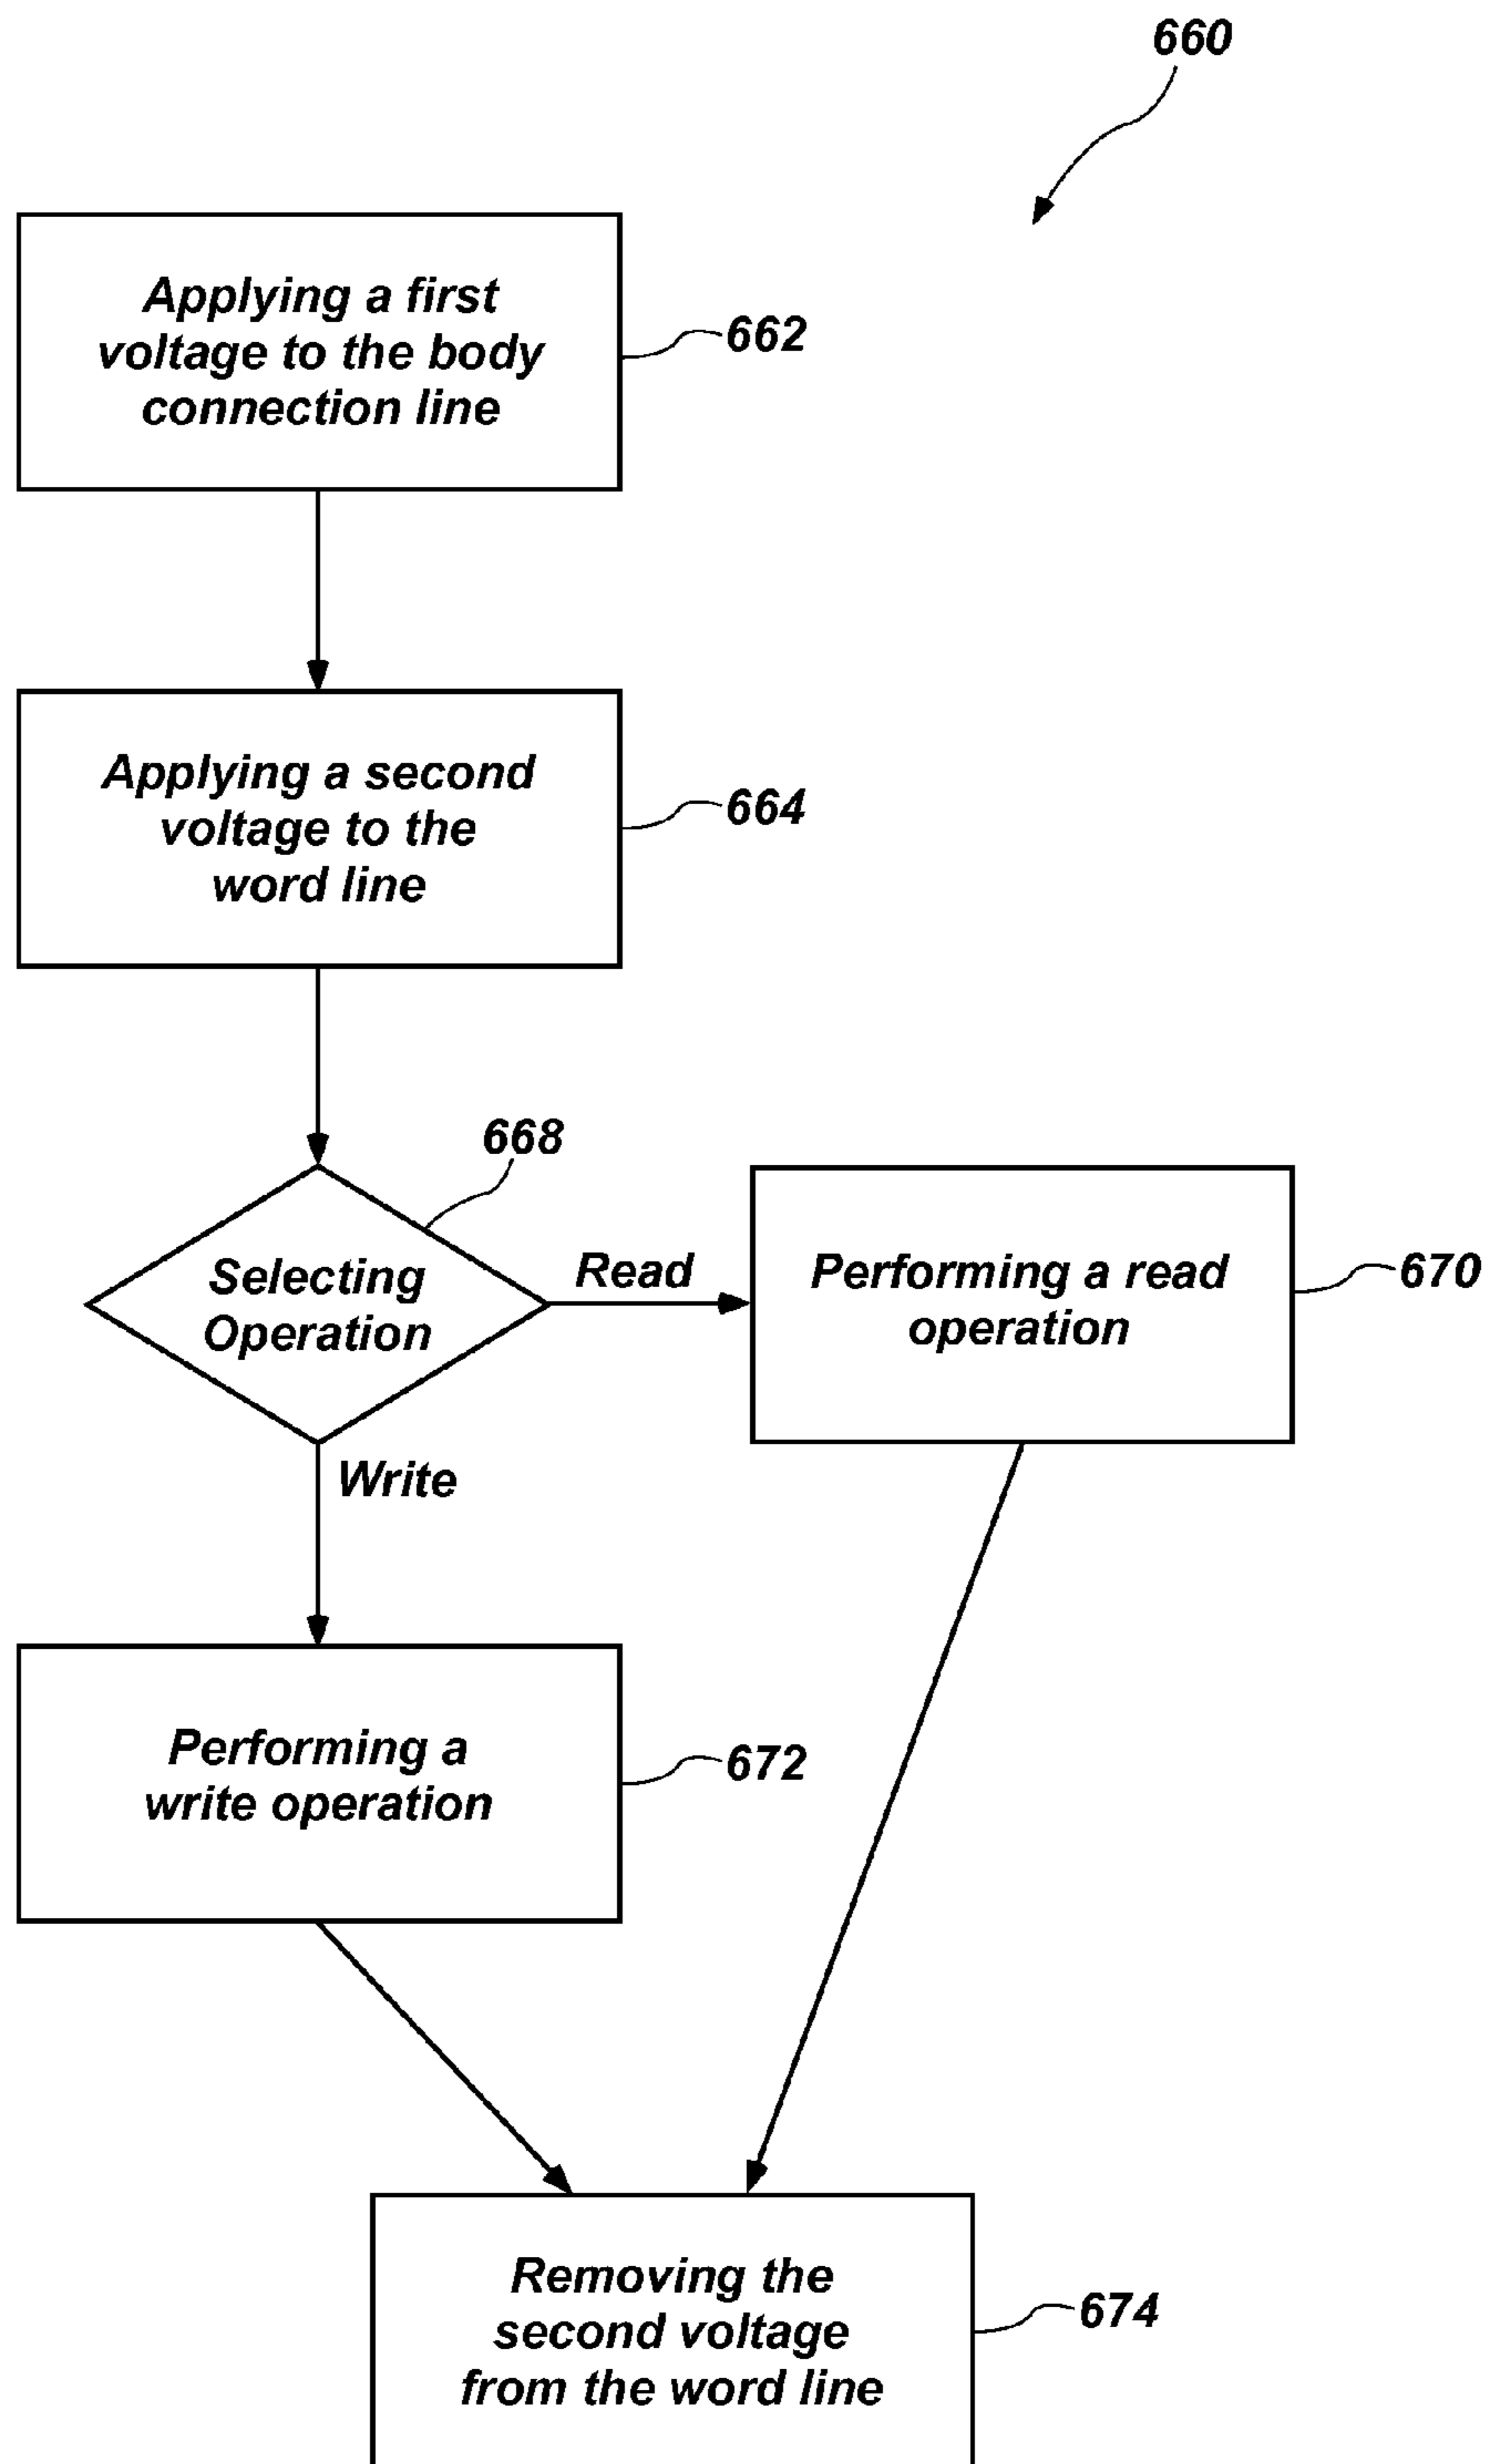 660
Applying a first
voltage to the body
connection line
662
Applying a second
voltage to the
word line
664
668
Selecting
Operation
Read
Performing a read
operation
670
Write
Performing a
write operation
672
Removing the
second voltage
from the word line
674